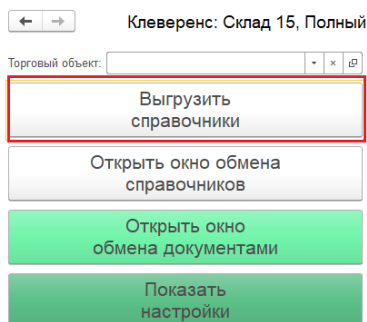 Клеверенс: Склад 15, Полный
Торговый объект:
Выгрузить
справочники
Открыть окно обмена
справочников
Открыть окно
обмена документами
Показать
настройки